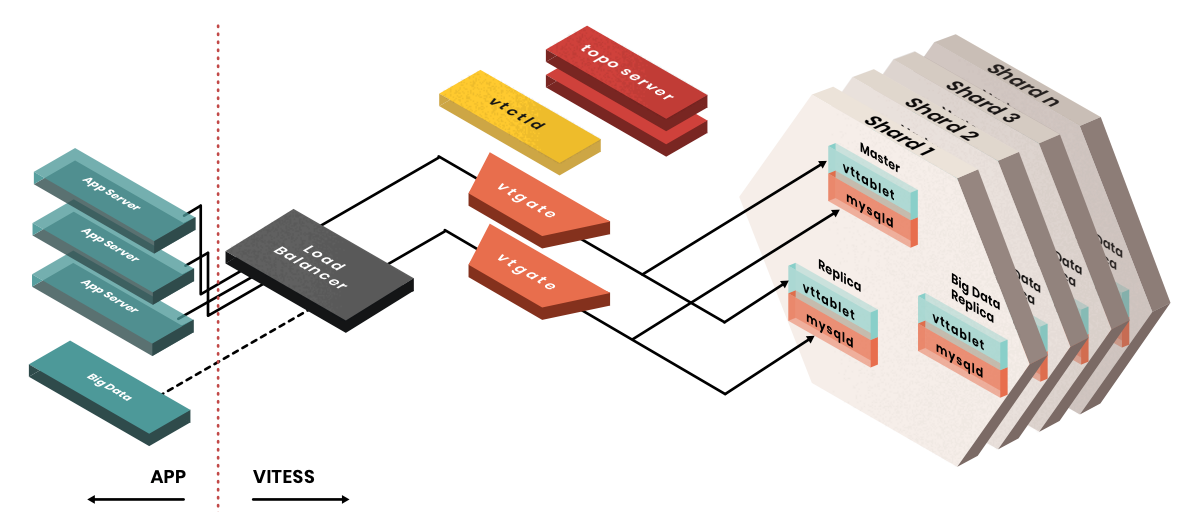 topo server
vtctld
App Server
App Server
App Server
Big Data
Load
Balancer
vtgate
vtgate
Shard n
Shard 3
Shard 2
Shard 1
Master
vttablet
mysqld
Replica
vttablet
mysqld
Big Data
Replica
vttablet
mysqld
Data
Data
Data
APP
VITESS